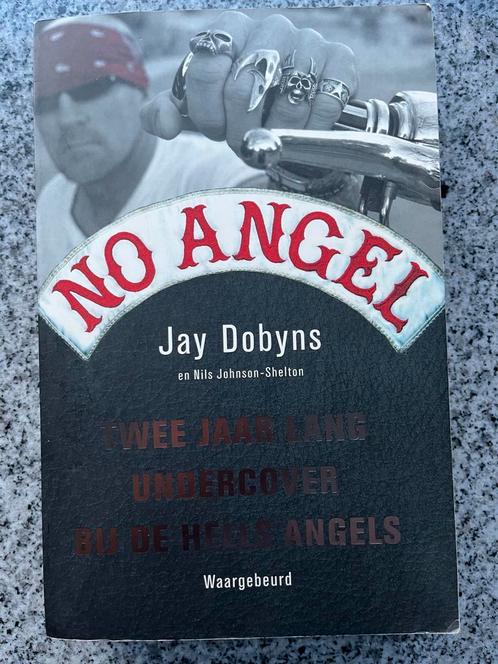 NO ANGEL
Jay Dobyns
en Nils Johnson-Shelton
TWEE JAAR LANG
UNDERCOVER
BIJ DE HELLS ANGELS
Waargebeurd